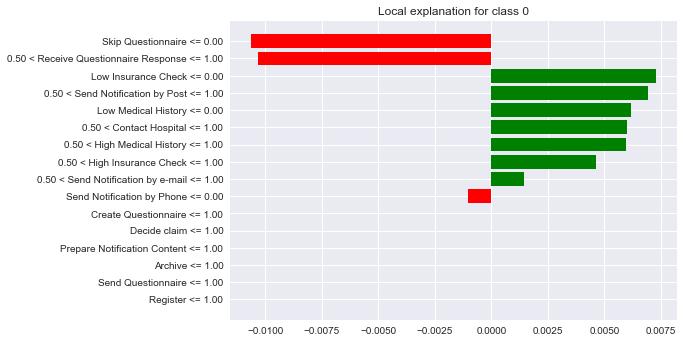 Local explanation for class 0
Skip Questionnaire <= 0.00
0.50 < Receive Questionnaire Response <= 1.00
Low Insurance Check <= 0.00
0.50 < Send Notification by Post <= 1.00
Low Medical History <= 0.00
0.50 < Contact Hospital <= 1.00
0.50 < High Medical History <= 1.00
0.50 < High Insurance Check <= 1.00
0.50 < Send Notification by e-mail <= 1.00
Send Notification by Phone <= 0.00
Create Questionnaire <= 1.00
Decide claim <= 1.00
Prepare Notification Content <= 1.00
Archive <= 1.00
Send Questionnaire <= 1.00
Register <= 1.00
−0.0100 −0.0075 −0.0050 −0.0025 0.0000 0.0025 0.0050 0.0075